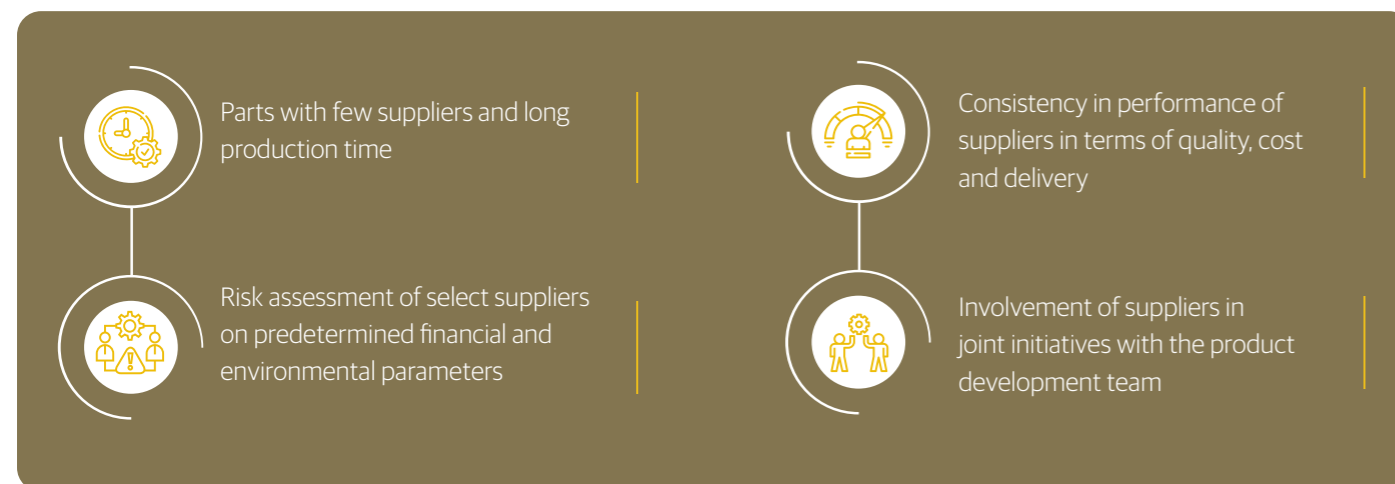 Parts with few suppliers and long
production time
Risk assessment of select suppliers
on predetermined financial and
environmental parameters
Consistency in performance of
suppliers in terms of quality, cost
and delivery
Involvement of suppliers in
joint initiatives with the product
development team